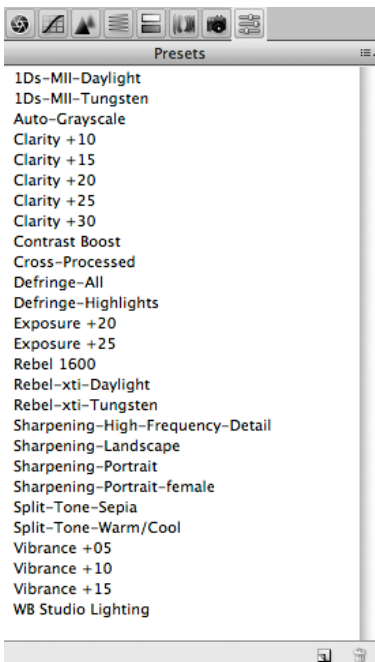 Presets
1Ds-MII-Daylight
1Ds-MII-Tungsten
Auto-Grayscale
Clarity +10
Clarity +15
Clarity +20
Clarity +25
Clarity +30
Contrast Boost
Cross-Processed
Defringe-All
Defringe-Highlights
Exposure +20
Exposure +25
Rebel 1600
Rebel-xti-Daylight
Rebel-xti-Tungsten
Sharpening-High-Frequency-Detail
Sharpening-Landscape
Sharpening-Portrait
Sharpening-Portrait-female
Split-Tone-Sepia
Split-Tone-Warm/Cool
Vibrance +05
Vibrance +10
Vibrance +15
WB Studio Lighting